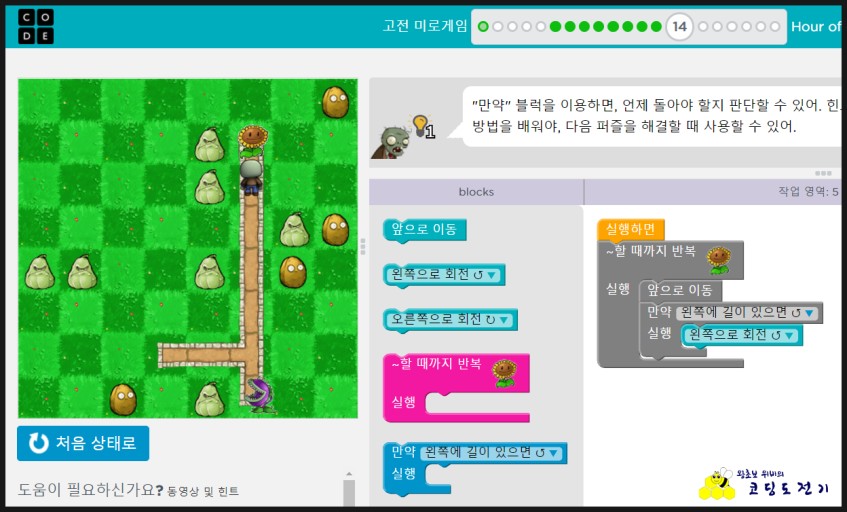 C O
D E
고전 미로게임
14
Hour of
"만약" 블럭을 이용하면, 언제 돌아야 할지 판단할 수 있어. 힌
방법을 배워야, 다음 퍼즐을 해결할 때 사용할 수 있어.
1
blocks
작업 영역: 5
앞으로 이동
왼쪽으로 회전 ↺ ▼
오른쪽으로 회전 ↻ ▼
~할 때까지 반복
실행
만약 왼쪽에 길이 있으면 ↺ ▼
실행
실행하면
~할 때까지 반복
실행
앞으로 이동
만약 왼쪽에 길이 있으면 ↺ ▼
실행 왼쪽으로 회전 ↺ ▼
처음 상태로
도움이 필요하신가요? 동영상 및 힌트
왕초보 위비의
코딩도전기